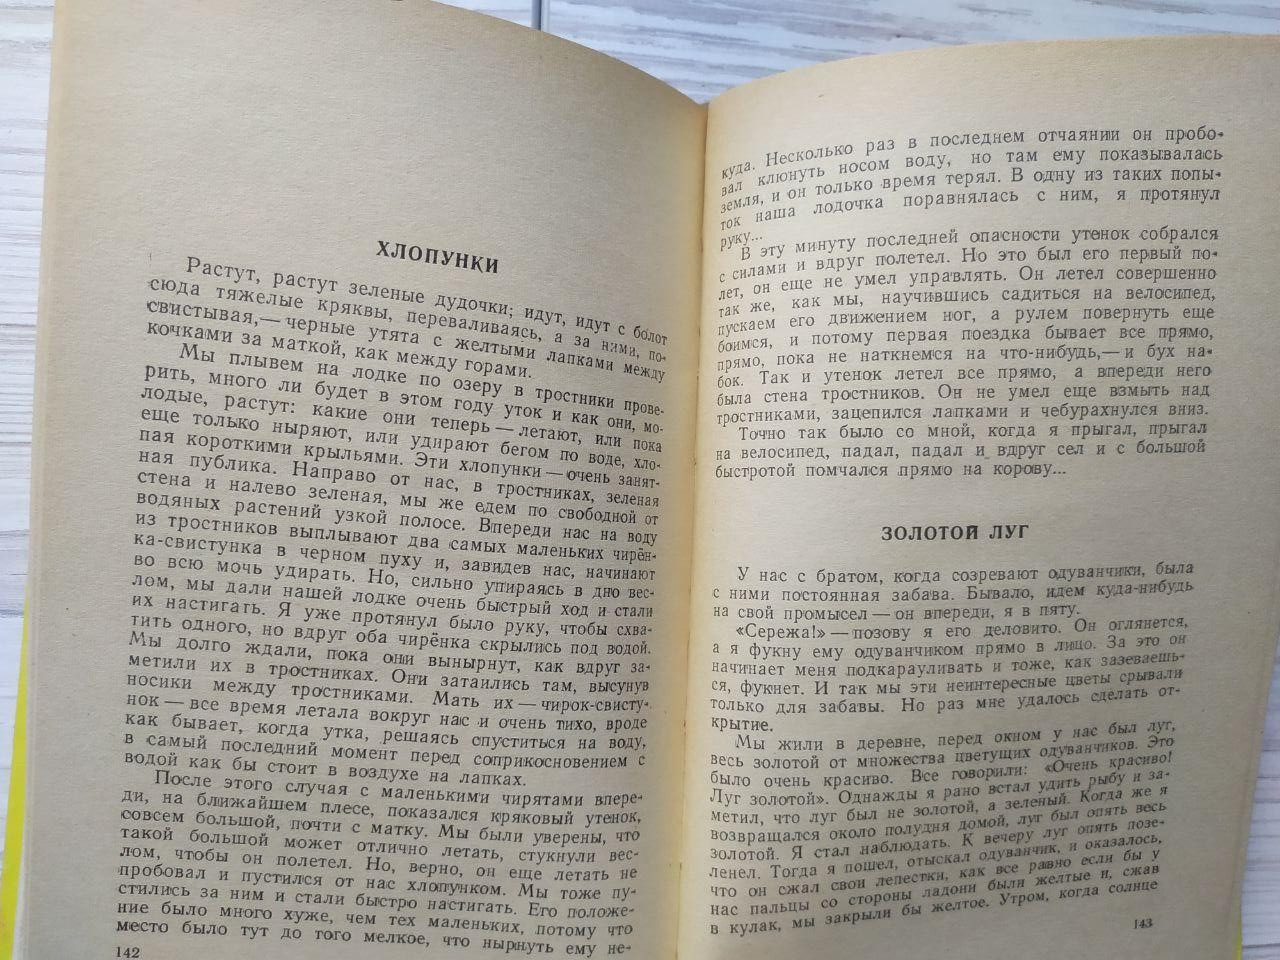 ХЛОПУНКИ
Растут, растут зеленые дудочки; идут, идут с болот
сюда тяжелые кряквы, переваливаясь, а за ними, по-
свистывая,— черные утята с желтыми лапками между
кочками за маткой, как между горами.
Мы плывем на лодке по озеру в тростники прове-
рить, много ли будет в этом году уток и как они, мо-
лодые, растут: какие они теперь — летают, или пока
еще только ныряют, или удирают бегом по воде, хло-
пая короткими крыльями. Эти хлопунки — очень занят-
ная публика. Направо от нас, в тростниках, зеленая
стена и налево зеленая, мы же едем по свободной от
водяных растений узкой полосе. Впереди нас на воду
из тростников выплывают два самых маленьких чирён-
ка-свистунка в черном пуху и, завидев нас, начинают
во всю мочь удирать. Но, сильно упираясь в дно вес-
лом, мы дали нашей лодке очень быстрый ход и стали
их настигать. Я уже протянул было руку, чтобы схва-
тить одного, но вдруг оба чирёнка скрылись под водой.
Мы долго ждали, пока они вынырнут, как вдруг за-
метили их в тростниках. Они затаились там, высунув
носики между тростниками. Мать их — чирок-свисту-
нок — все время летала вокруг нас и очень тихо, вроде
как бывает, когда утка, решаясь опуститься на воду,
в самый последний момент перед соприкосновением с
водой как бы стоит в воздухе на лапках.
После этого случая с маленькими чирятами впере-
ди, на ближайшем плесе, показался кряковый утенок,
совсем большой, почти с матку. Мы были уверены, что
такой большой может отлично летать, стукнули вес-
лом, чтобы он полетел. Но, верно, он еще летать не
пробовал и пустился от нас хлопунком. Мы тоже пу-
стились за ним и стали быстро настигать. Его положе-
ние было много хуже, чем тех маленьких, потому что
место было тут до того мелкое, что нырнуть ему не-
142
куда. Несколько раз в последнем отчаянии он пробо-
вал клюнуть носом воду, но там ему показывалась
земля, и он только время терял. В одну из таких попы-
ток наша лодочка поравнялась с ним, я протянул
руку...
В эту минуту последней опасности утенок собрался
с силами и вдруг полетел. Но это был его первый по-
лет, он еще не умел управлять. Он летел совершенно
так же, как мы, научившись садиться на велосипед,
пускаем его движением ног, а рулем повернуть еще
боимся, и потому первая поездка бывает все прямо,
прямо, пока не наткнемся на что-нибудь,— и бух на-
бок. Так и утенок летел все прямо, а впереди него
была стена тростников. Он не умел еще взмыть над
тростниками, зацепился лапками и чебурахнулся вниз.
Точно так было со мной, когда я прыгал, прыгал
на велосипед, падал, падал и вдруг сел и с большой
быстротой помчался прямо на корову...
ЗОЛОТОЙ ЛУГ
У нас с братом, когда созревают одуванчики, была
с ними постоянная забава. Бывало, идем куда-нибудь
на свой промысел — он впереди, я в пяту.
«Сережа!» — позову я его деловито. Он оглянется,
а я фукну ему одуванчиком прямо в лицо. За это он
начинает меня подкарауливать и тоже, как зазеваешь-
ся, фукнет. И так мы эти неинтересные цветы срывали
только для забавы. Но раз мне удалось сделать от-
крытие.
Мы жили в деревне, перед окном у нас был луг,
весь золотой от множества цветущих одуванчиков. Это
было очень красиво. Все говорили: «Очень красиво!
Луг золотой». Однажды я рано встал удить рыбу и за-
метил, что луг был не золотой, а зеленый. Когда же я
возвращался около полудня домой, луг был опять весь
золотой. Я стал наблюдать. К вечеру луг опять позе-
ленел. Тогда я пошел, отыскал одуванчик, и оказалось,
что он сжал свои лепестки, как все равно если бы у
нас пальцы со стороны ладони были желтые и, сжав
в кулак, мы закрыли бы желтое. Утром, когда солнце
143